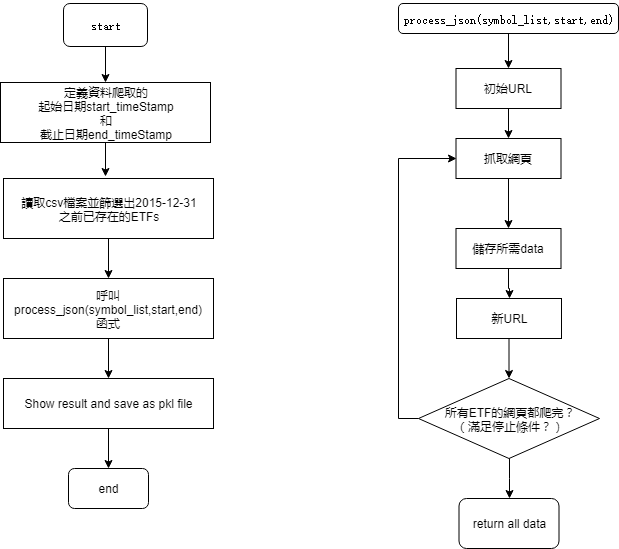 start
定義資料爬取的
起始日期start_timeStamp
和
截止日期end_timeStamp
讀取csv檔案並篩選出2015-12-31
之前已存在的ETFs
呼叫
process_json(symbol_list,start,end)
函式
Show result and save as pkl file
end
process_json(symbol_list,start,end)
初始URL
抓取網頁
儲存所需data
新URL
所有ETF的網頁都爬完？
（滿足停止條件？）
return all data